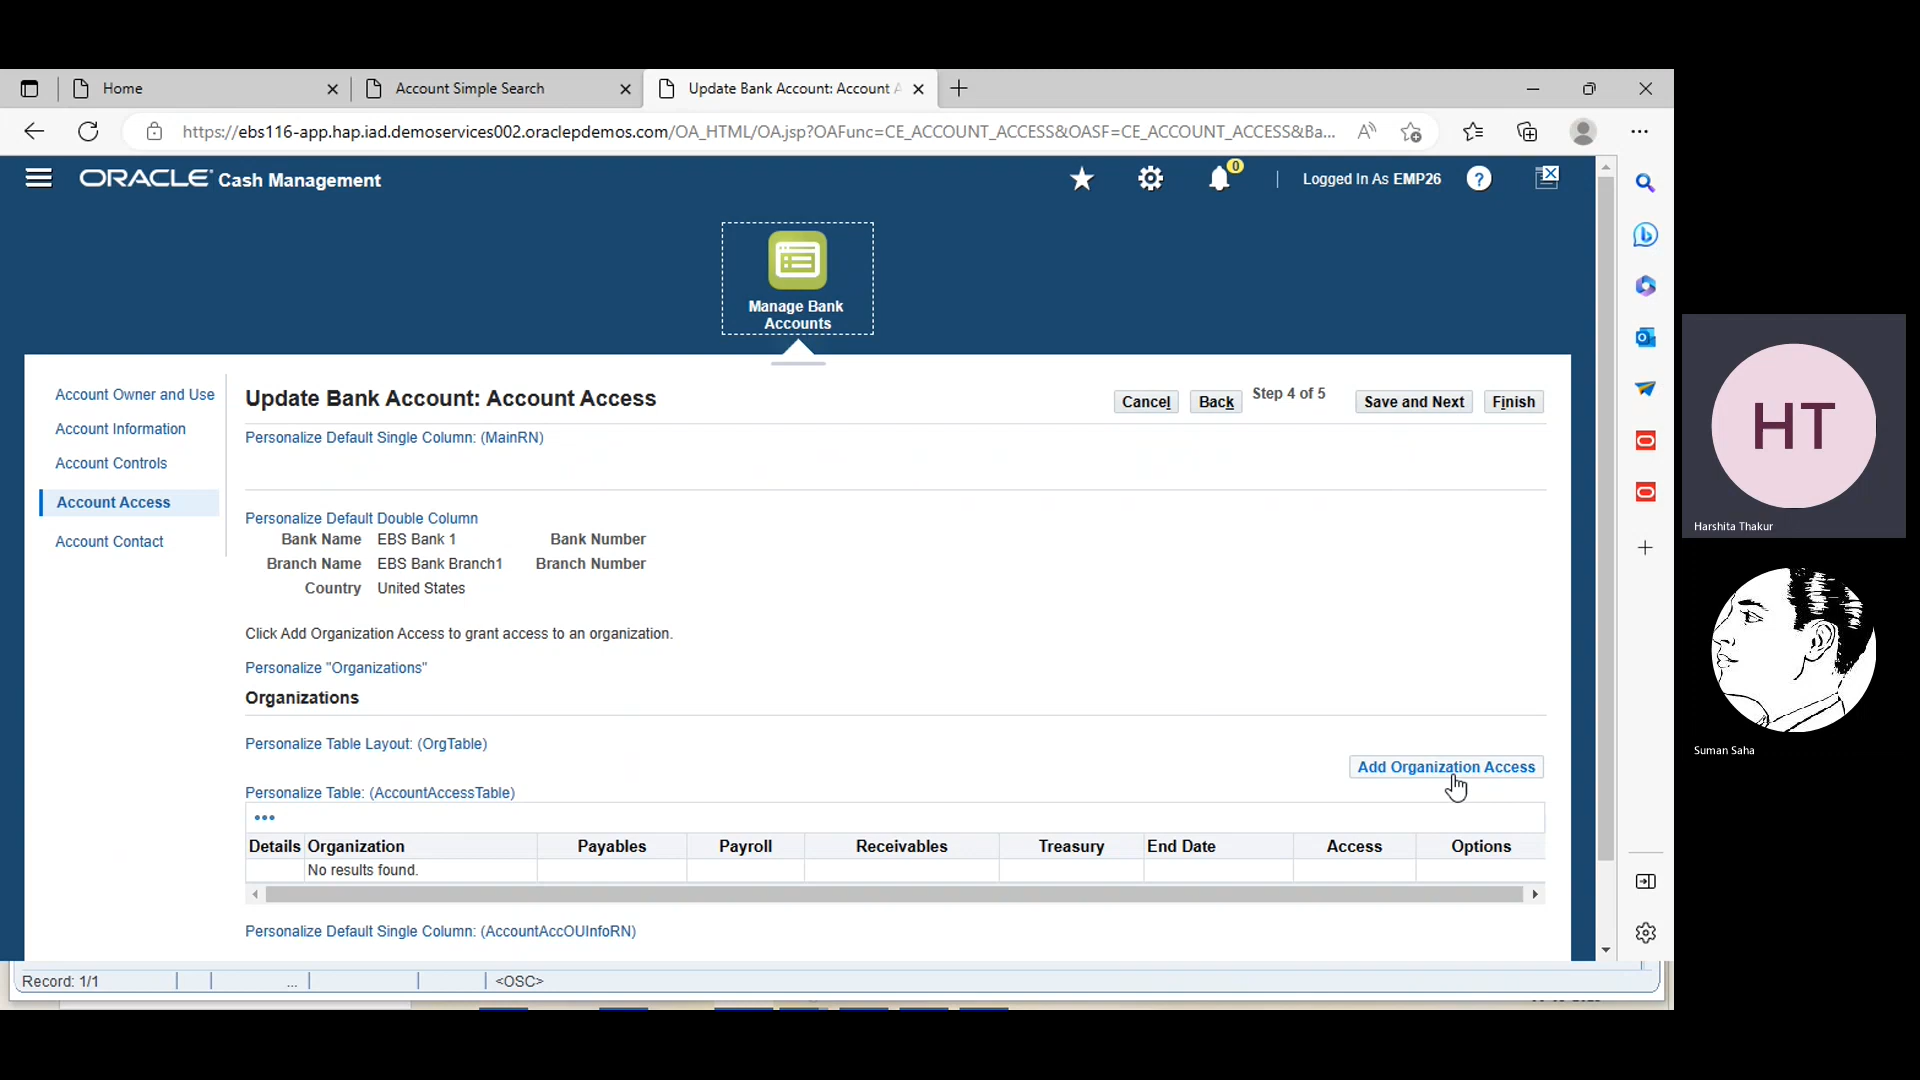 Home
Account Simple Search
Update Bank Account: Account A
https://ebs116-app.hap.iad.demoservices002.oraclepdemos.com/OA_HTML/OA.jsp?OAFunc=CE_ACCOUNT_ACCESS&OASF=CE_ACCOUNT_ACCESS&Ba...
ORACLE Cash Management
0
Logged In As EMP26
Manage Bank
Accounts
Account Owner and Use
Account Information
Account Controls
Account Access
Account Contact
Update Bank Account: Account Access
Cancel Back Step 4 of 5 Save and Next Finish
Personalize Default Single Column: (MainRN)
Personalize Default Double Column
Bank Name EBS Bank 1 Bank Number
Branch Name EBS Bank Branch1 Branch Number
Country United States
Click Add Organization Access to grant access to an organization.
Personalize "Organizations"
Organizations
Personalize Table Layout: (OrgTable)
Add Organization Access
Personalize Table: (AccountAccessTable)
Details Organization Payables Payroll Receivables Treasury End Date Access Options
No results found.
Personalize Default Single Column: (AccountAccOUInfoRN)
Record: 1/1 ... <OSC>
HT
Harshita Thakur
Suman Saha